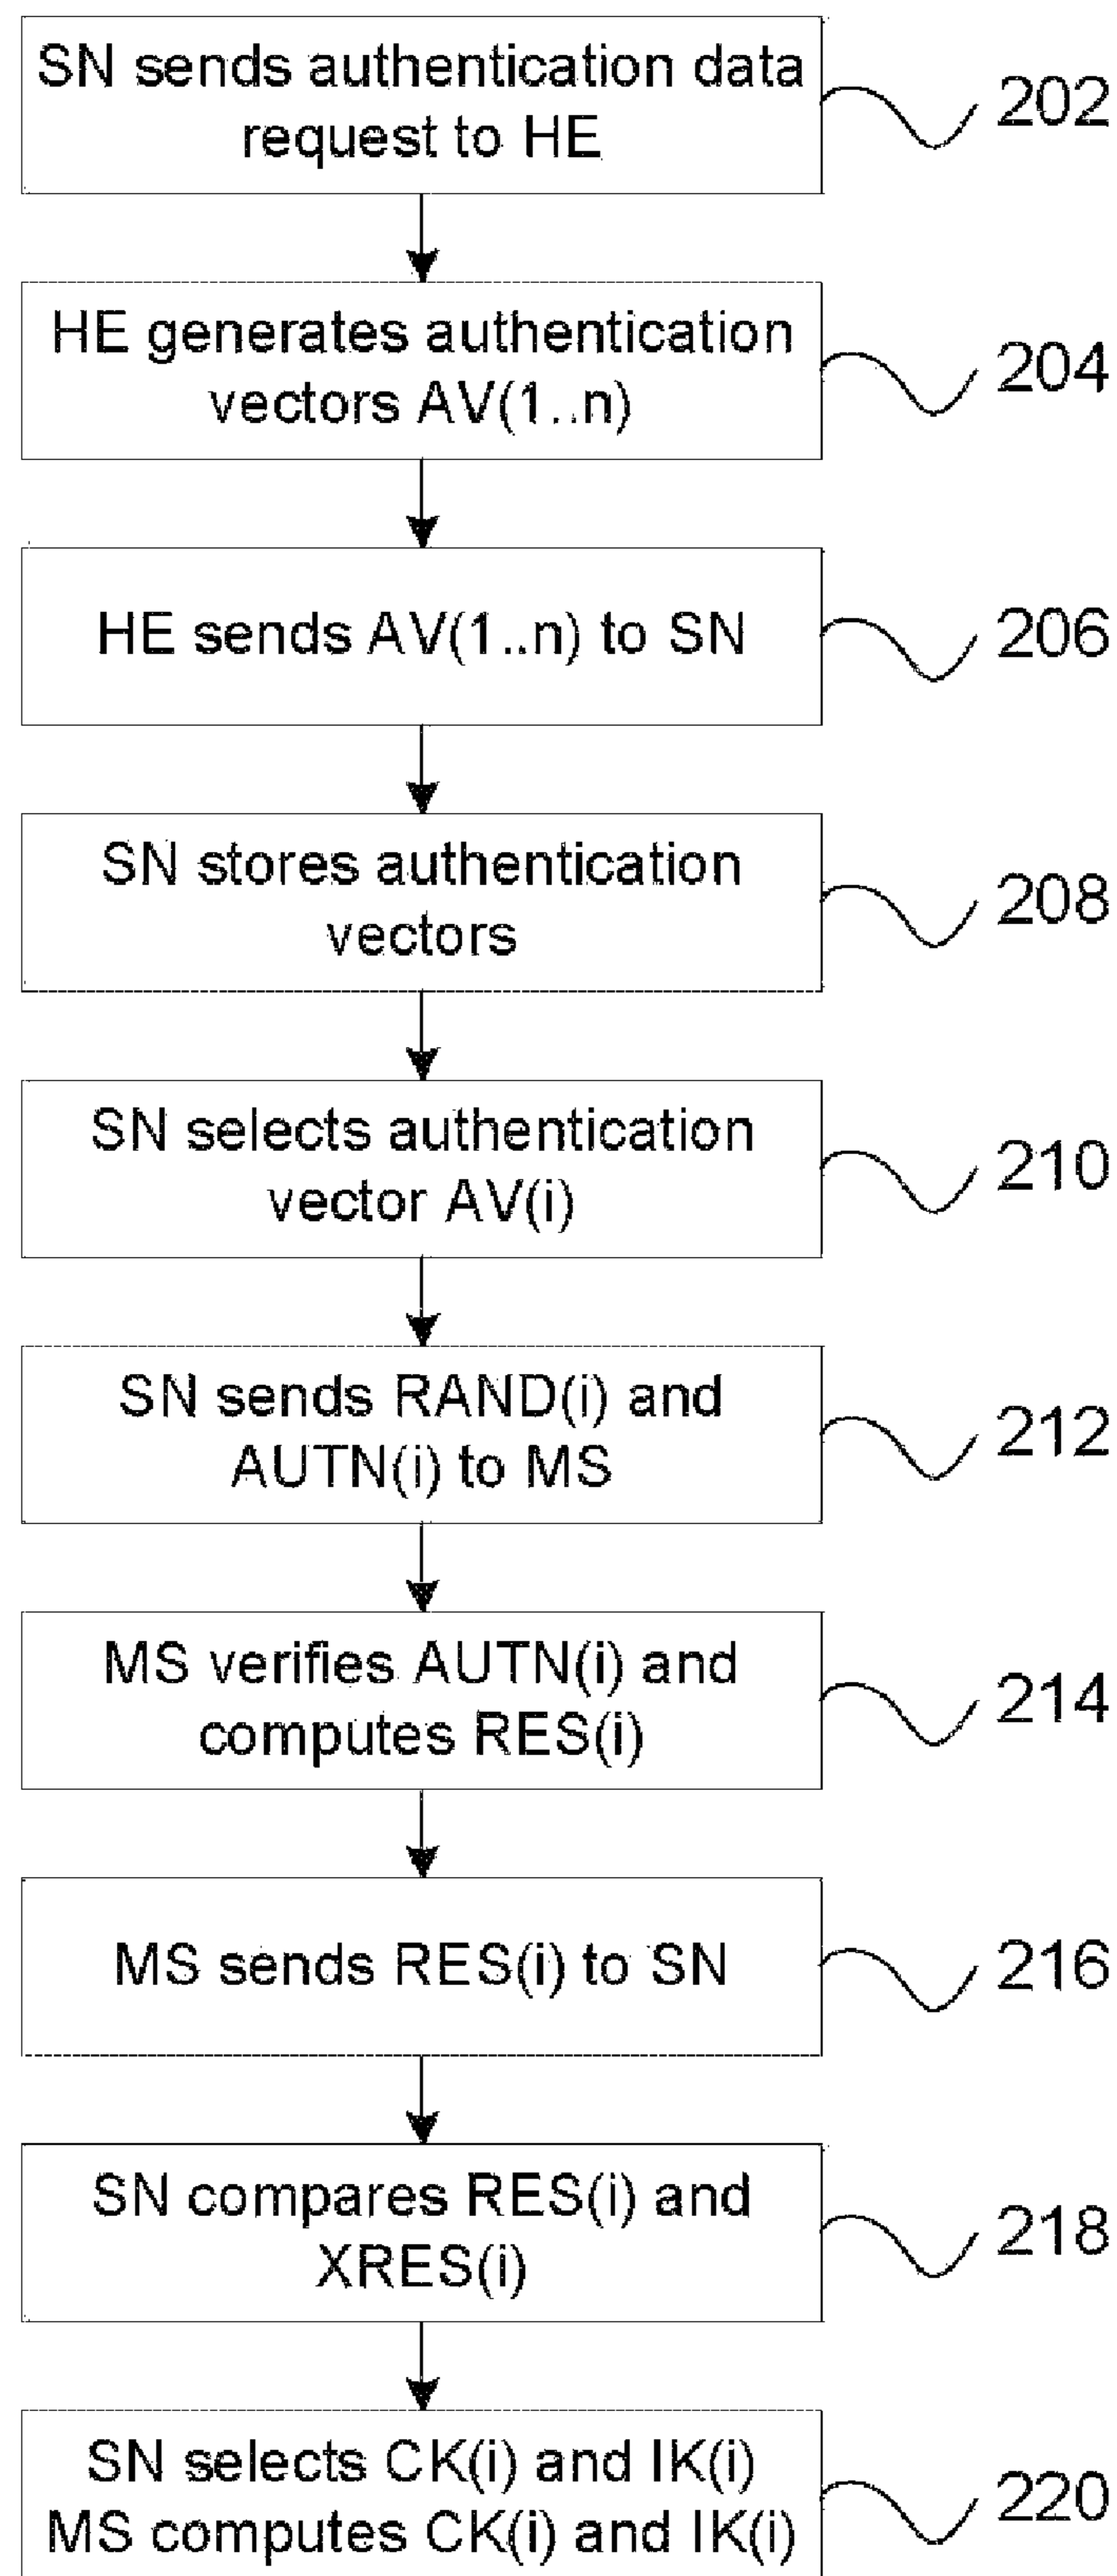 SN sends authentication data
request to HE
202
HE generates authentication
vectors AV(1..n)
204
HE sends AV(1..n) to SN
206
SN stores authentication
vectors
208
SN selects authentication
vector AV(i)
210
SN sends RAND(i) and
AUTN(i) to MS
212
MS verifies AUTN(i) and
computes RES(i)
214
MS sends RES(i) to SN
216
SN compares RES(i) and
XRES(i)
218
SN selects CK(i) and IK(i)
MS computes CK(i) and IK(i)
220